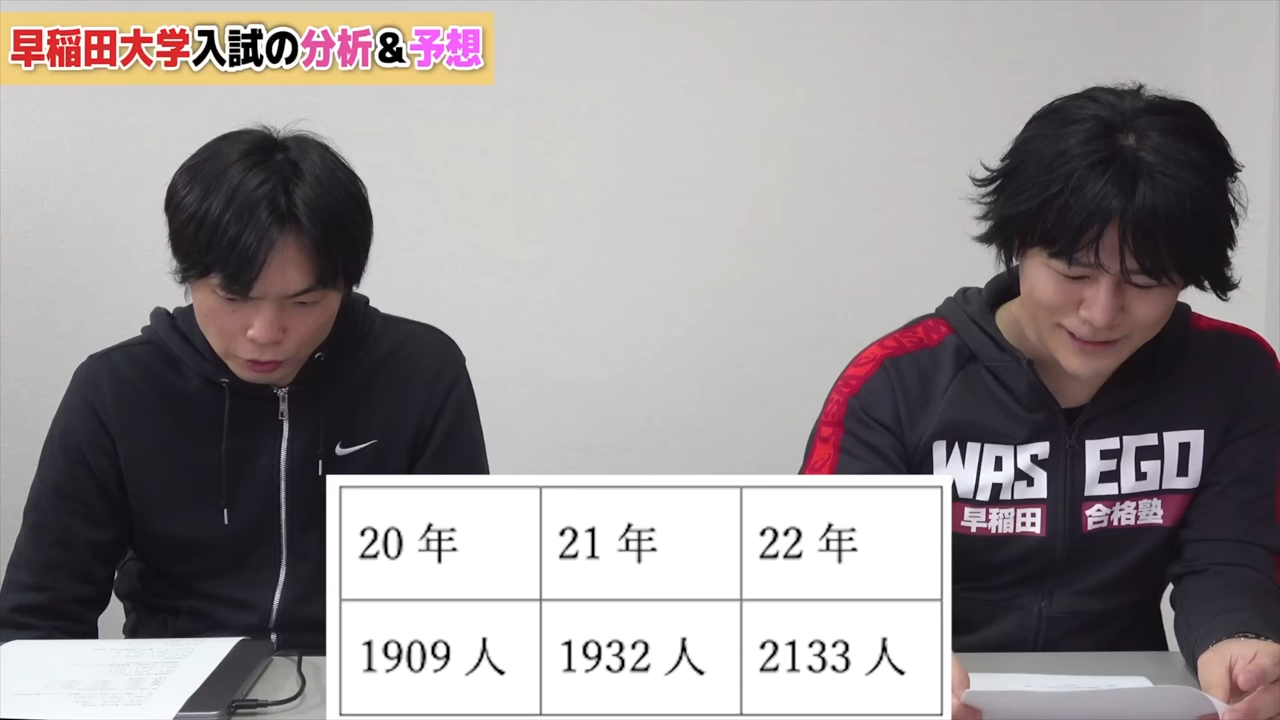 早稲田大学入試の分析&予想
WAS EGO
早稲田 合格塾
20年 21年 22年
1909人 1932人 2133人